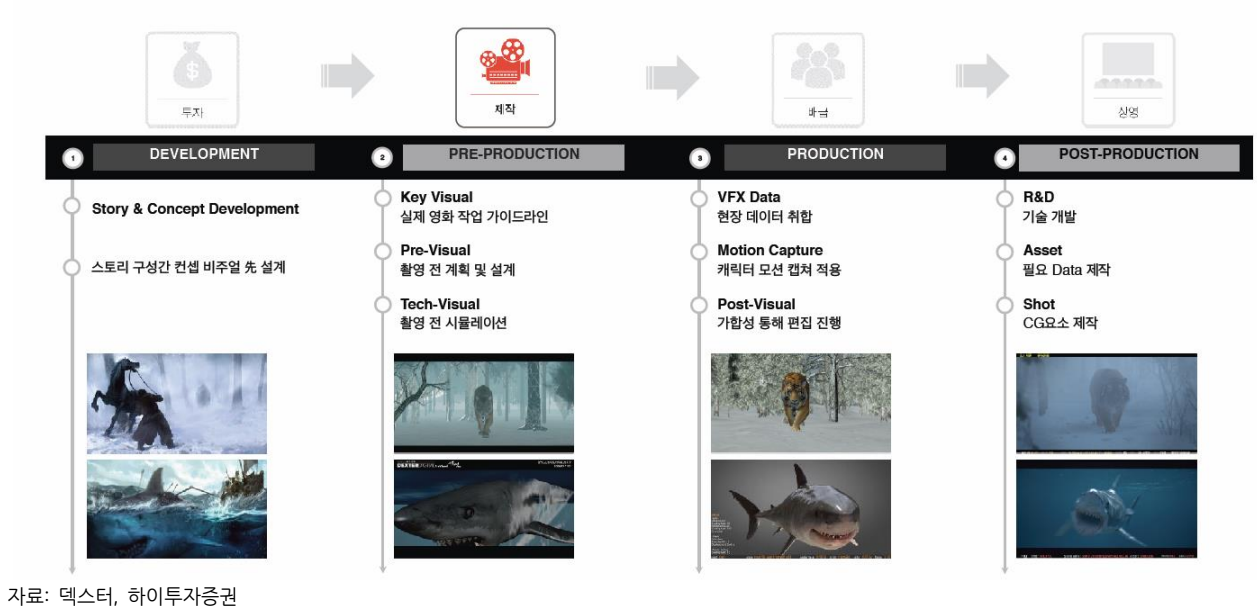 투자
제작
배급
상영
1 DEVELOPMENT
2 PRE-PRODUCTION
3 PRODUCTION
4 POST-PRODUCTION
Story & Concept Development
스토리 구성간 컨셉 비주얼 先 설계
Key Visual
실제 영화 작업 가이드라인
Pre-Visual
촬영 전 계획 및 설계
Tech-Visual
촬영 전 시뮬레이션
VFX Data
현장 데이터 취합
Motion Capture
캐릭터 모션 캡쳐 적용
Post-Visual
가합성 통해 편집 진행
R&D
기술 개발
Asset
필요 Data 제작
Shot
CG요소 제작
DEXTER
자료: 덱스터, 하이투자증권